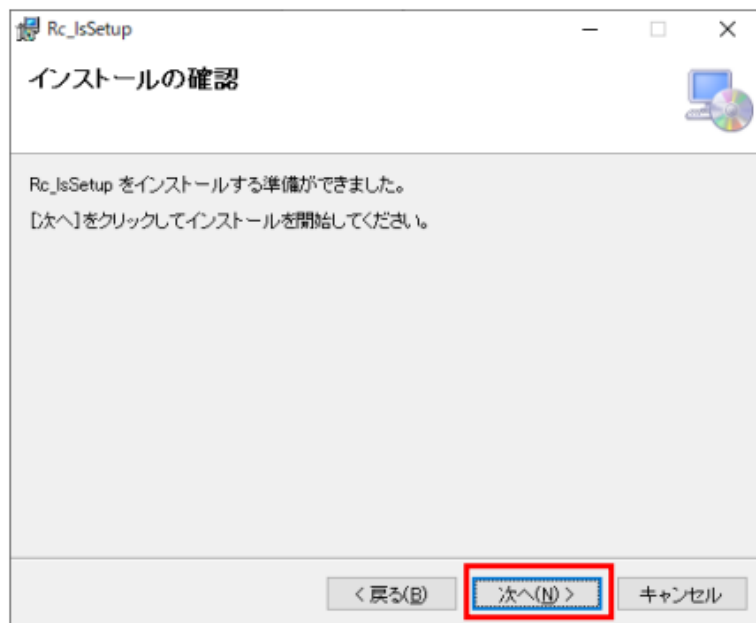 Rc_IsSetup
インストールの確認
Rc_IsSetup をインストールする準備ができました。
[次へ]をクリックしてインストールを開始してください。
< 戻る(B)
次へ(N) >
キャンセル